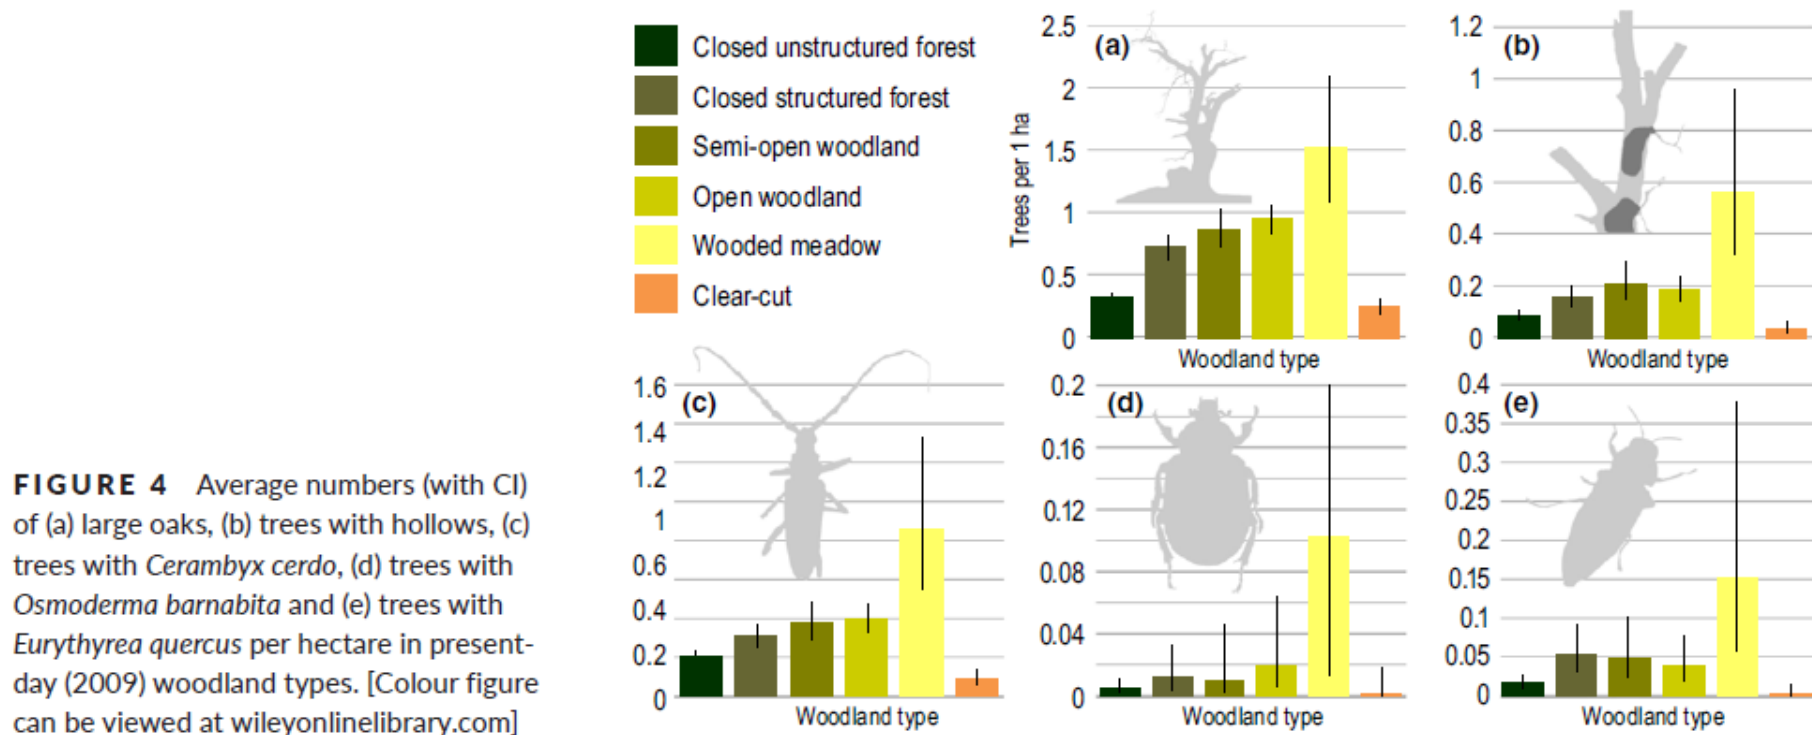 Closed unstructured forest
Closed structured forest
Semi-open woodland
Open woodland
Wooded meadow
Clear-cut
(a)
Trees per 1 ha
2.5
2
1.5
1
0.5
0
Woodland type
(b)
1.2
1
0.8
0.6
0.4
0.2
0
Woodland type
(c)
1.6
1.4
1.2
1
0.6
0.4
0.2
0
Woodland type
(d)
0.2
0.16
0.12
0.08
0.04
0
Woodland type
(e)
0.4
0.35
0.3
0.25
0.2
0.15
0.1
0.05
0
Woodland type
FIGURE 4 Average numbers (with CI)
of (a) large oaks, (b) trees with hollows, (c)
trees with Cerambyx cerdo, (d) trees with
Osmoderma barnabita and (e) trees with
Eurythyrea quercus per hectare in present-
day (2009) woodland types. [Colour figure
can be viewed at wileyonlinelibrary.com]